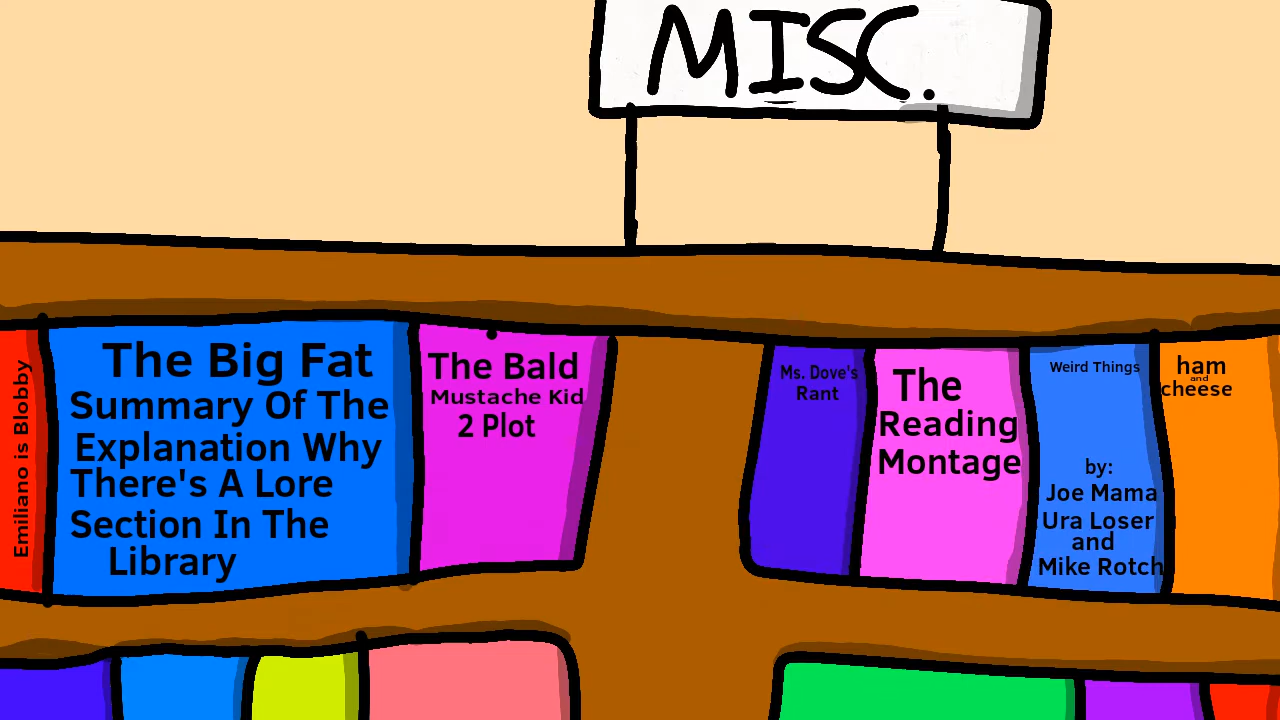 MISC.
Emiliano is Blobby
The Big Fat
Summary Of The
Explanation Why
There's A Lore
Section In The
Library
The Bald
Mustache Kid
2 Plot
Ms. Dove's
Rant
The
Reading
Montage
Weird Things
by:
Joe Mama
Ura Loser
and
Mike Rotch
ham
and
cheese